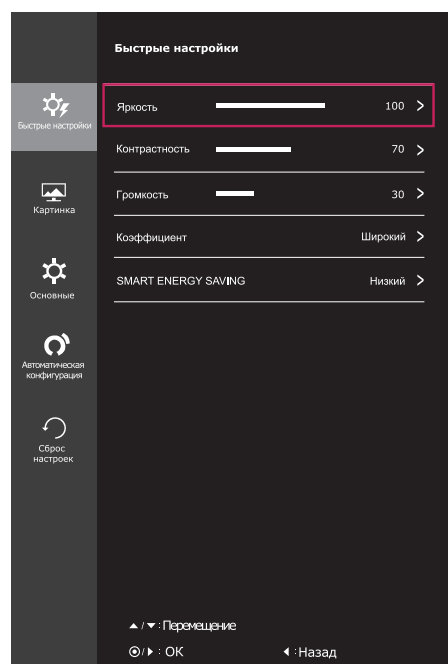 Быстрые настройки
Быстрые настройки
Картинка
Основные
Автоматическая
конфигурация
Сброс
настроек
Яркость 100 >
Контрастность 70 >
Громкость 30 >
Коэффициент Широкий >
SMART ENERGY SAVING Низкий >
▲ / ▼ : Перемещение
◉/▶ : ОК ◀ : Назад